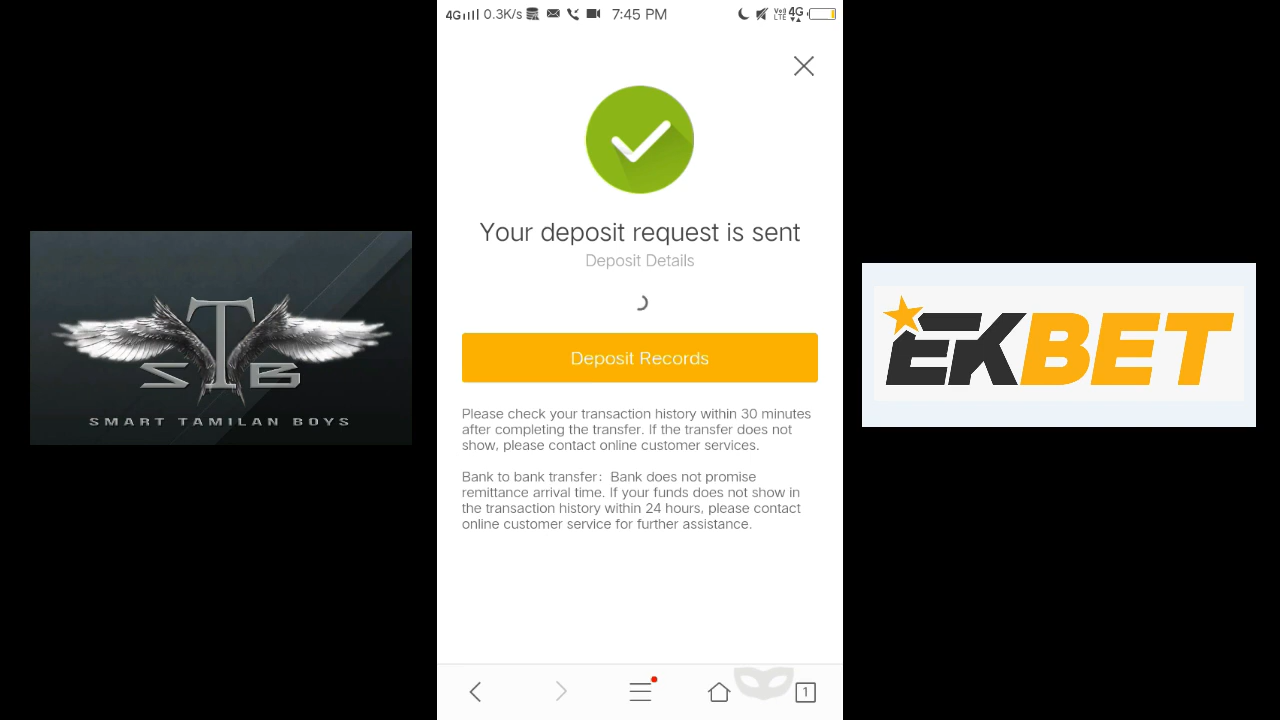 4G 0.3K/s 7:45 PM VoJ LTE 4G
Your deposit request is sent
Deposit Details
Deposit Records
Please check your transaction history within 30 minutes
after completing the transfer. If the transfer does not
show, please contact online customer services.
Bank to bank transfer: Bank does not promise
remittance arrival time. If your funds does not show in
the transaction history within 24 hours, please contact
online customer service for further assistance.
1
STB
SMART TAMILAN BOYS
EKBET